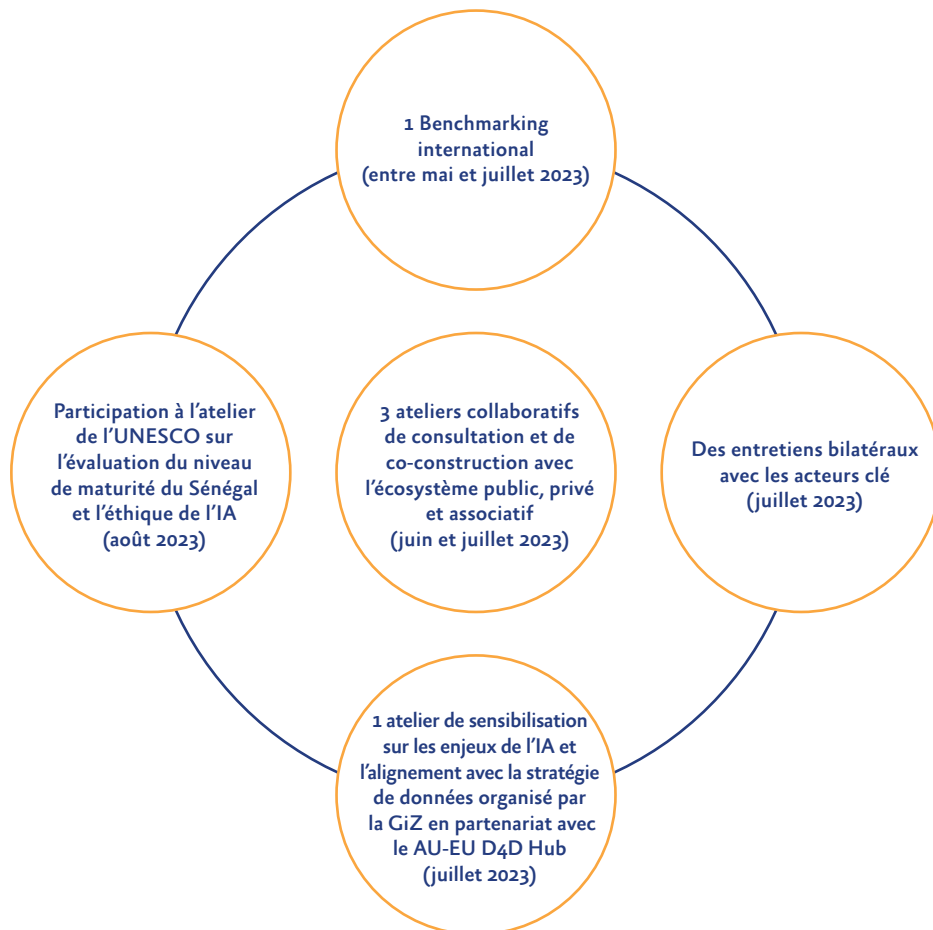 1 Benchmarking
international
(entre mai et juillet 2023)
Participation à l'atelier
de l'UNESCO sur
l'évaluation du niveau
de maturité du Sénégal
et l'éthique de l'IA
(août 2023)
3 ateliers collaboratifs
de consultation et de
co-construction avec
l'écosystème public, privé
et associatif
(juin et juillet 2023)
Des entretiens bilatéraux
avec les acteurs clé
(juillet 2023)
1 atelier de sensibilisation
sur les enjeux de l'IA et
l'alignement avec la stratégie
de données organisé par
la GiZ en partenariat avec
le AU-EU D4D Hub
(juillet 2023)